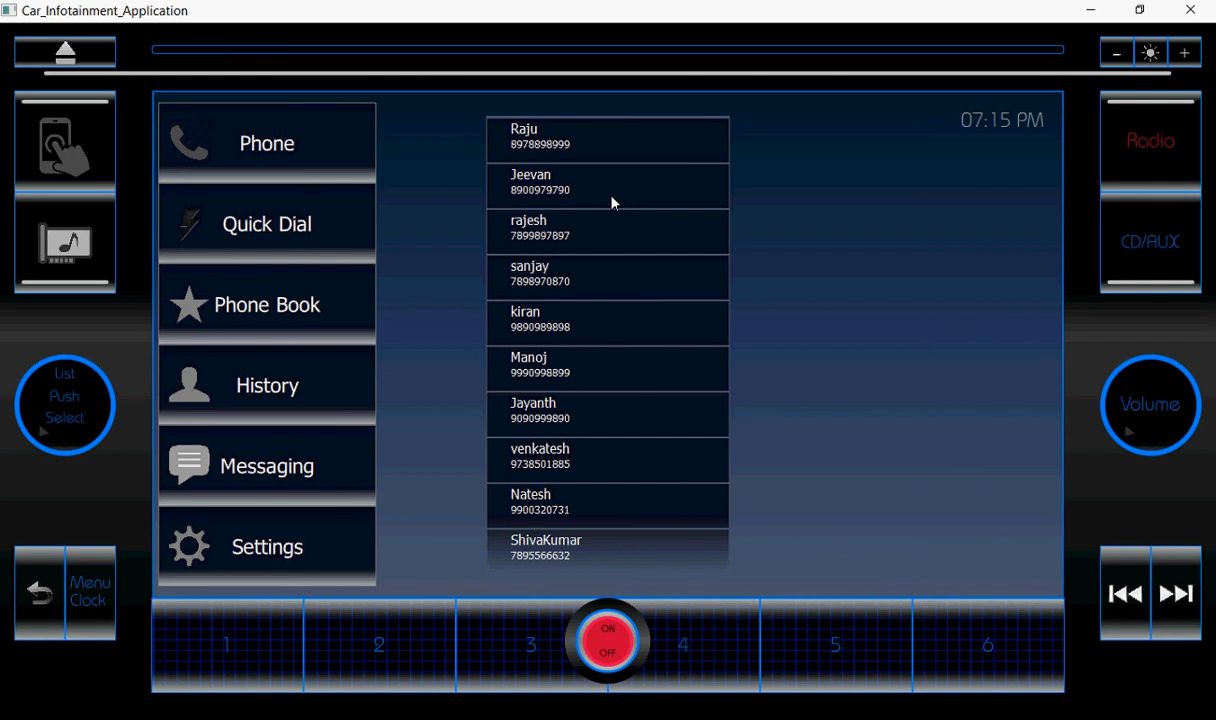 Car_Infotainment_Application
07:15 PM
Phone
Quick Dial
Phone Book
History
Messaging
Settings
Raju
8978898999
Jeevan
8900979790
rajesh
7899897897
sanjay
7898970870
kiran
9890989898
Manoj
9990998899
Jayanth
9090999890
venkatesh
9738501885
Natesh
9900320731
ShivaKumar
7895566632
Radio
CD/AUX
List
Push
Select
Volume
Menu
Clock
1
2
3
ON
OFF
4
5
6